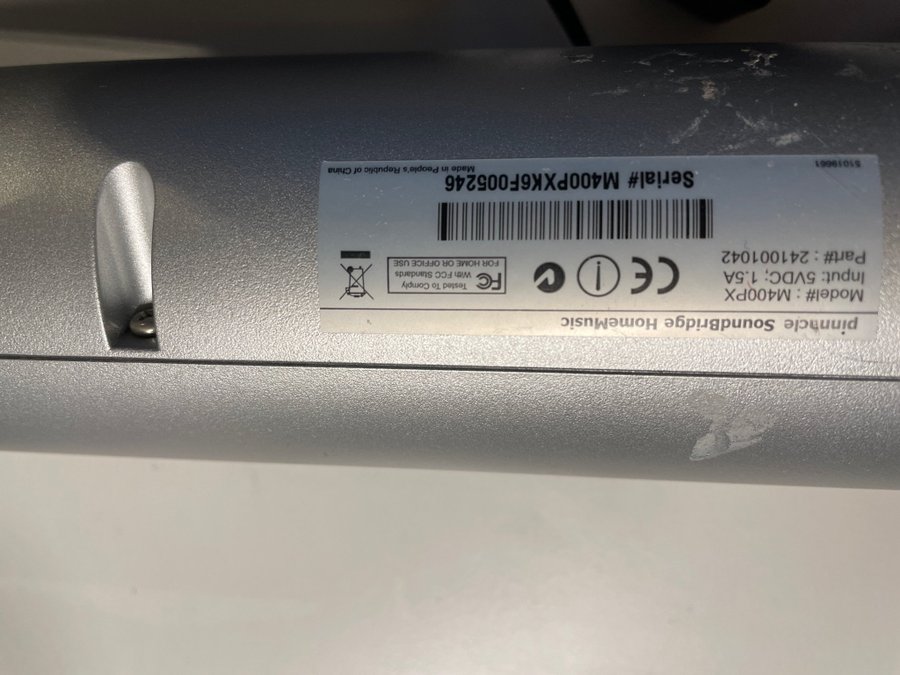 pinnacle SoundBridge HomeMusic
Model# : M400PX
Input: 5VDC; 1.5A
Part# : 241001042
CE
FC Tested To Comply
With FCC Standards
FOR HOME OR OFFICE USE
Serial# M400PXK6F005246
51019661
Made in People's Republic of China